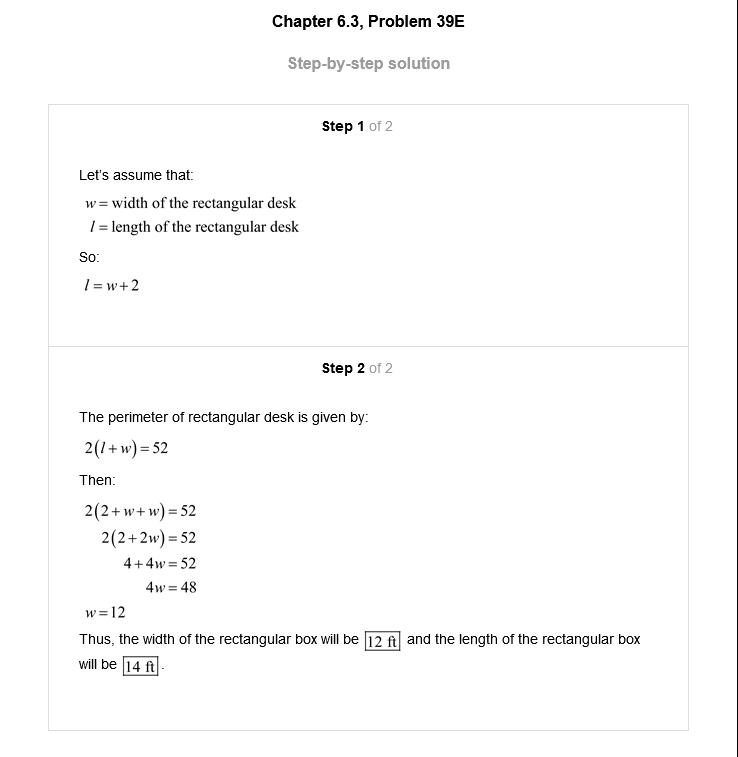 Chapter 6.3, Problem 39E
Step-by-step solution
Step 1 of 2
Let's assume that:
w = width of the rectangular desk
l = length of the rectangular desk
So:
l = w + 2
Step 2 of 2
The perimeter of rectangular desk is given by:
2(l + w) = 52
Then:
2(2 + w + w) = 52
2(2 + 2w) = 52
4 + 4w = 52
4w = 48
w = 12
Thus, the width of the rectangular box will be 12 ft and the length of the rectangular box
will be 14 ft.